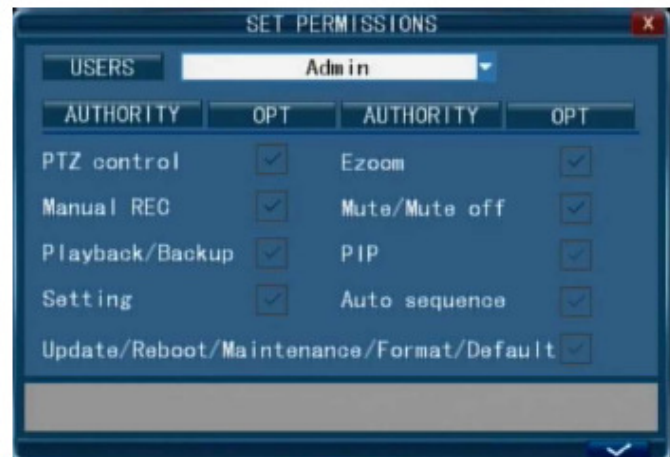 SET PERMISSIONS X
USERS Admin
AUTHORITY OPT AUTHORITY OPT
PTZ control Ezoom
Manual REC Mute/Mute off
Playback/Backup PIP
Setting Auto sequence
Update/Reboot/Maintenance/Format/Default